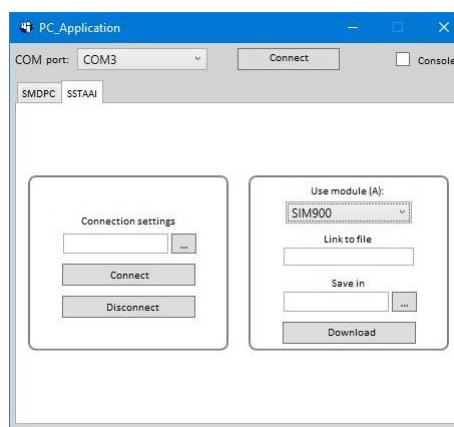 PC_Application
COM port: COM3 Connect Console
SMDPC SSTAAI
Connection settings
...
Connect
Disconnect
Use module (A):
SIM900
Link to file
Save in
...
Download